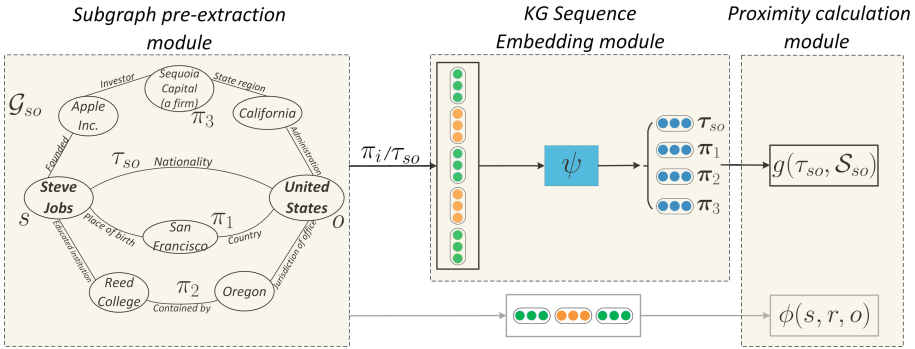 Subgraph pre-extraction
module
KG Sequence
Embedding module
Proximity calculation
module
𝒢ₛₒ
Investor
Sequoia
Capital
(a firm)
State region
π₃
Apple
Inc.
California
Founded
Administration
τₛₒ
Nationality
Steve
Jobs
s
United
States
o
Place of birth
San
Francisco
π₁
Country
Educated institution
Jurisdiction of office
Reed
College
π₂
Contained by
Oregon
πᵢ/τₛₒ
ψ
τₛₒ
π₁
π₂
π₃
g(τₛₒ, 𝒮ₛₒ)
ϕ(s, r, o)